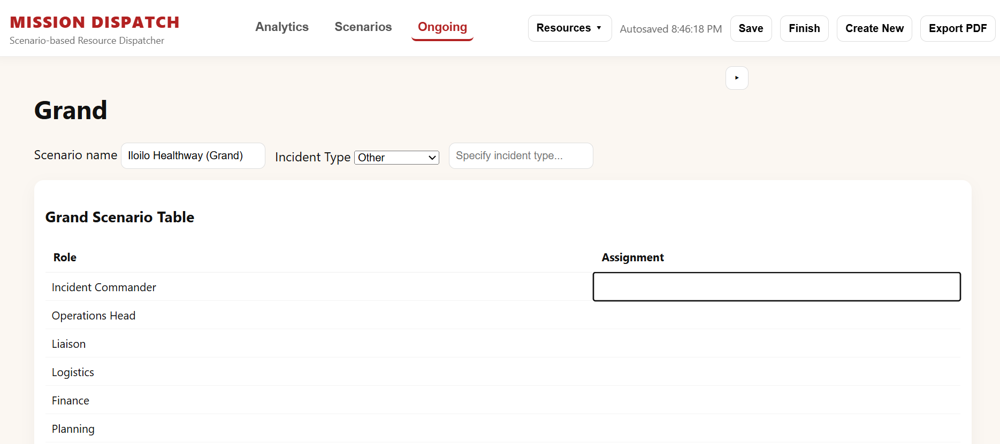 MISSION DISPATCH
Scenario-based Resource Dispatcher
Analytics
Scenarios
Ongoing
Resources ▼
Autosaved 8:46:18 PM
Save
Finish
Create New
Export PDF
Grand
Scenario name
Iloilo Healthway (Grand)
Incident Type
Other
Specify incident type...
Grand Scenario Table
Role
Assignment
Incident Commander
Operations Head
Liaison
Logistics
Finance
Planning